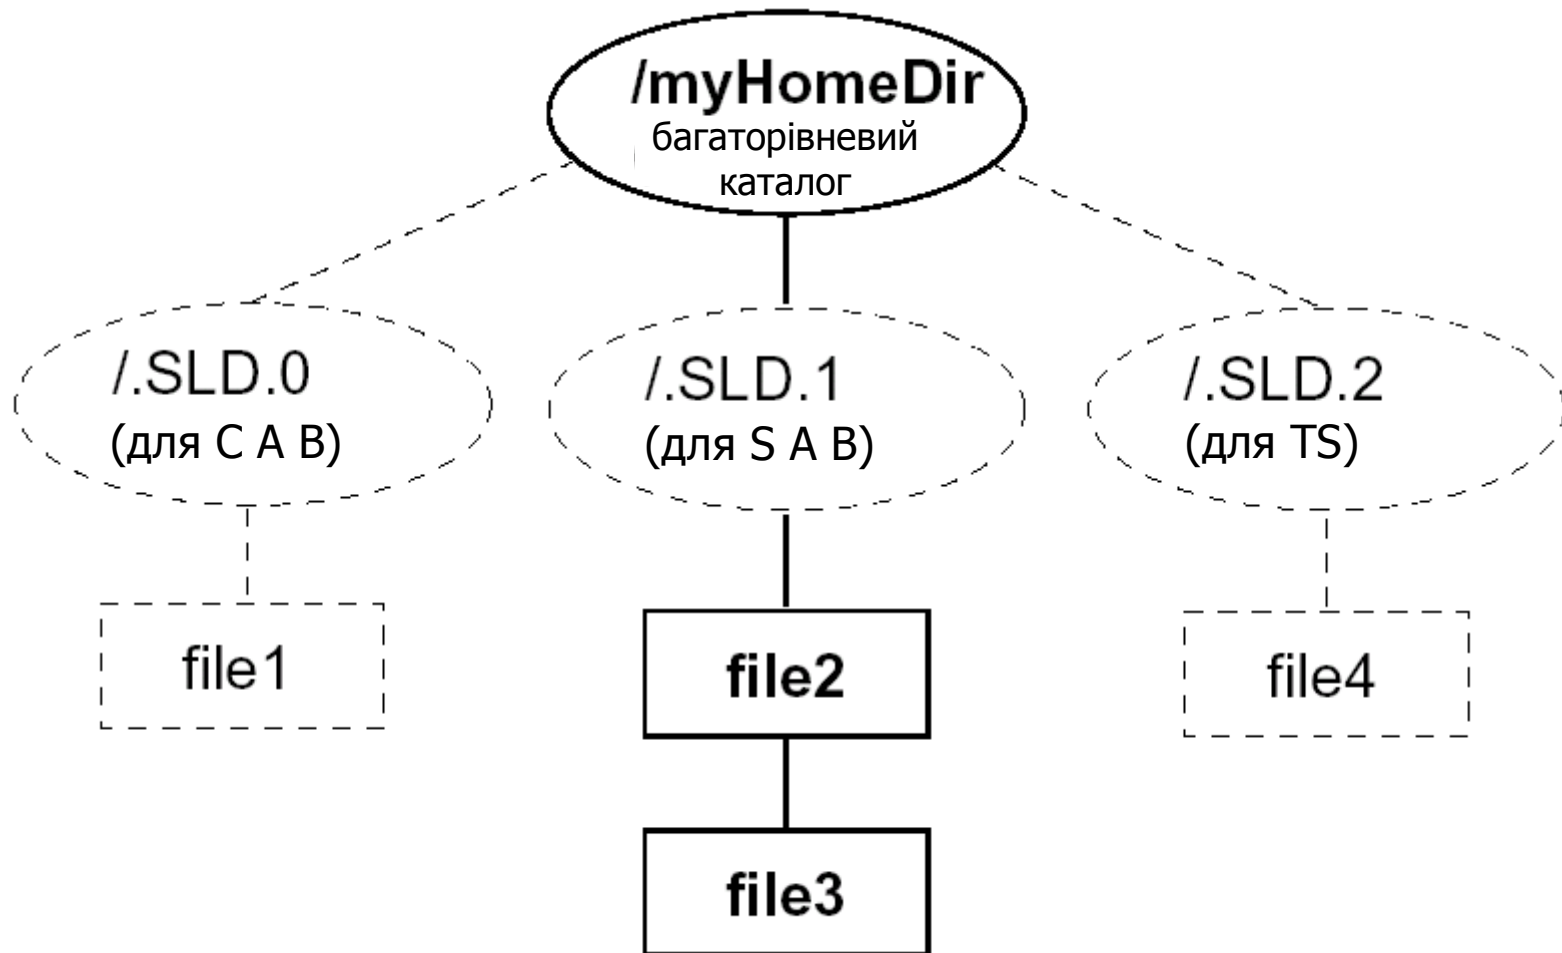 /myHomeDir
багаторівневий
каталог
/.SLD.0
(для C A B)
/.SLD.1
(для S A B)
/.SLD.2
(для TS)
file1
file2
file4
file3